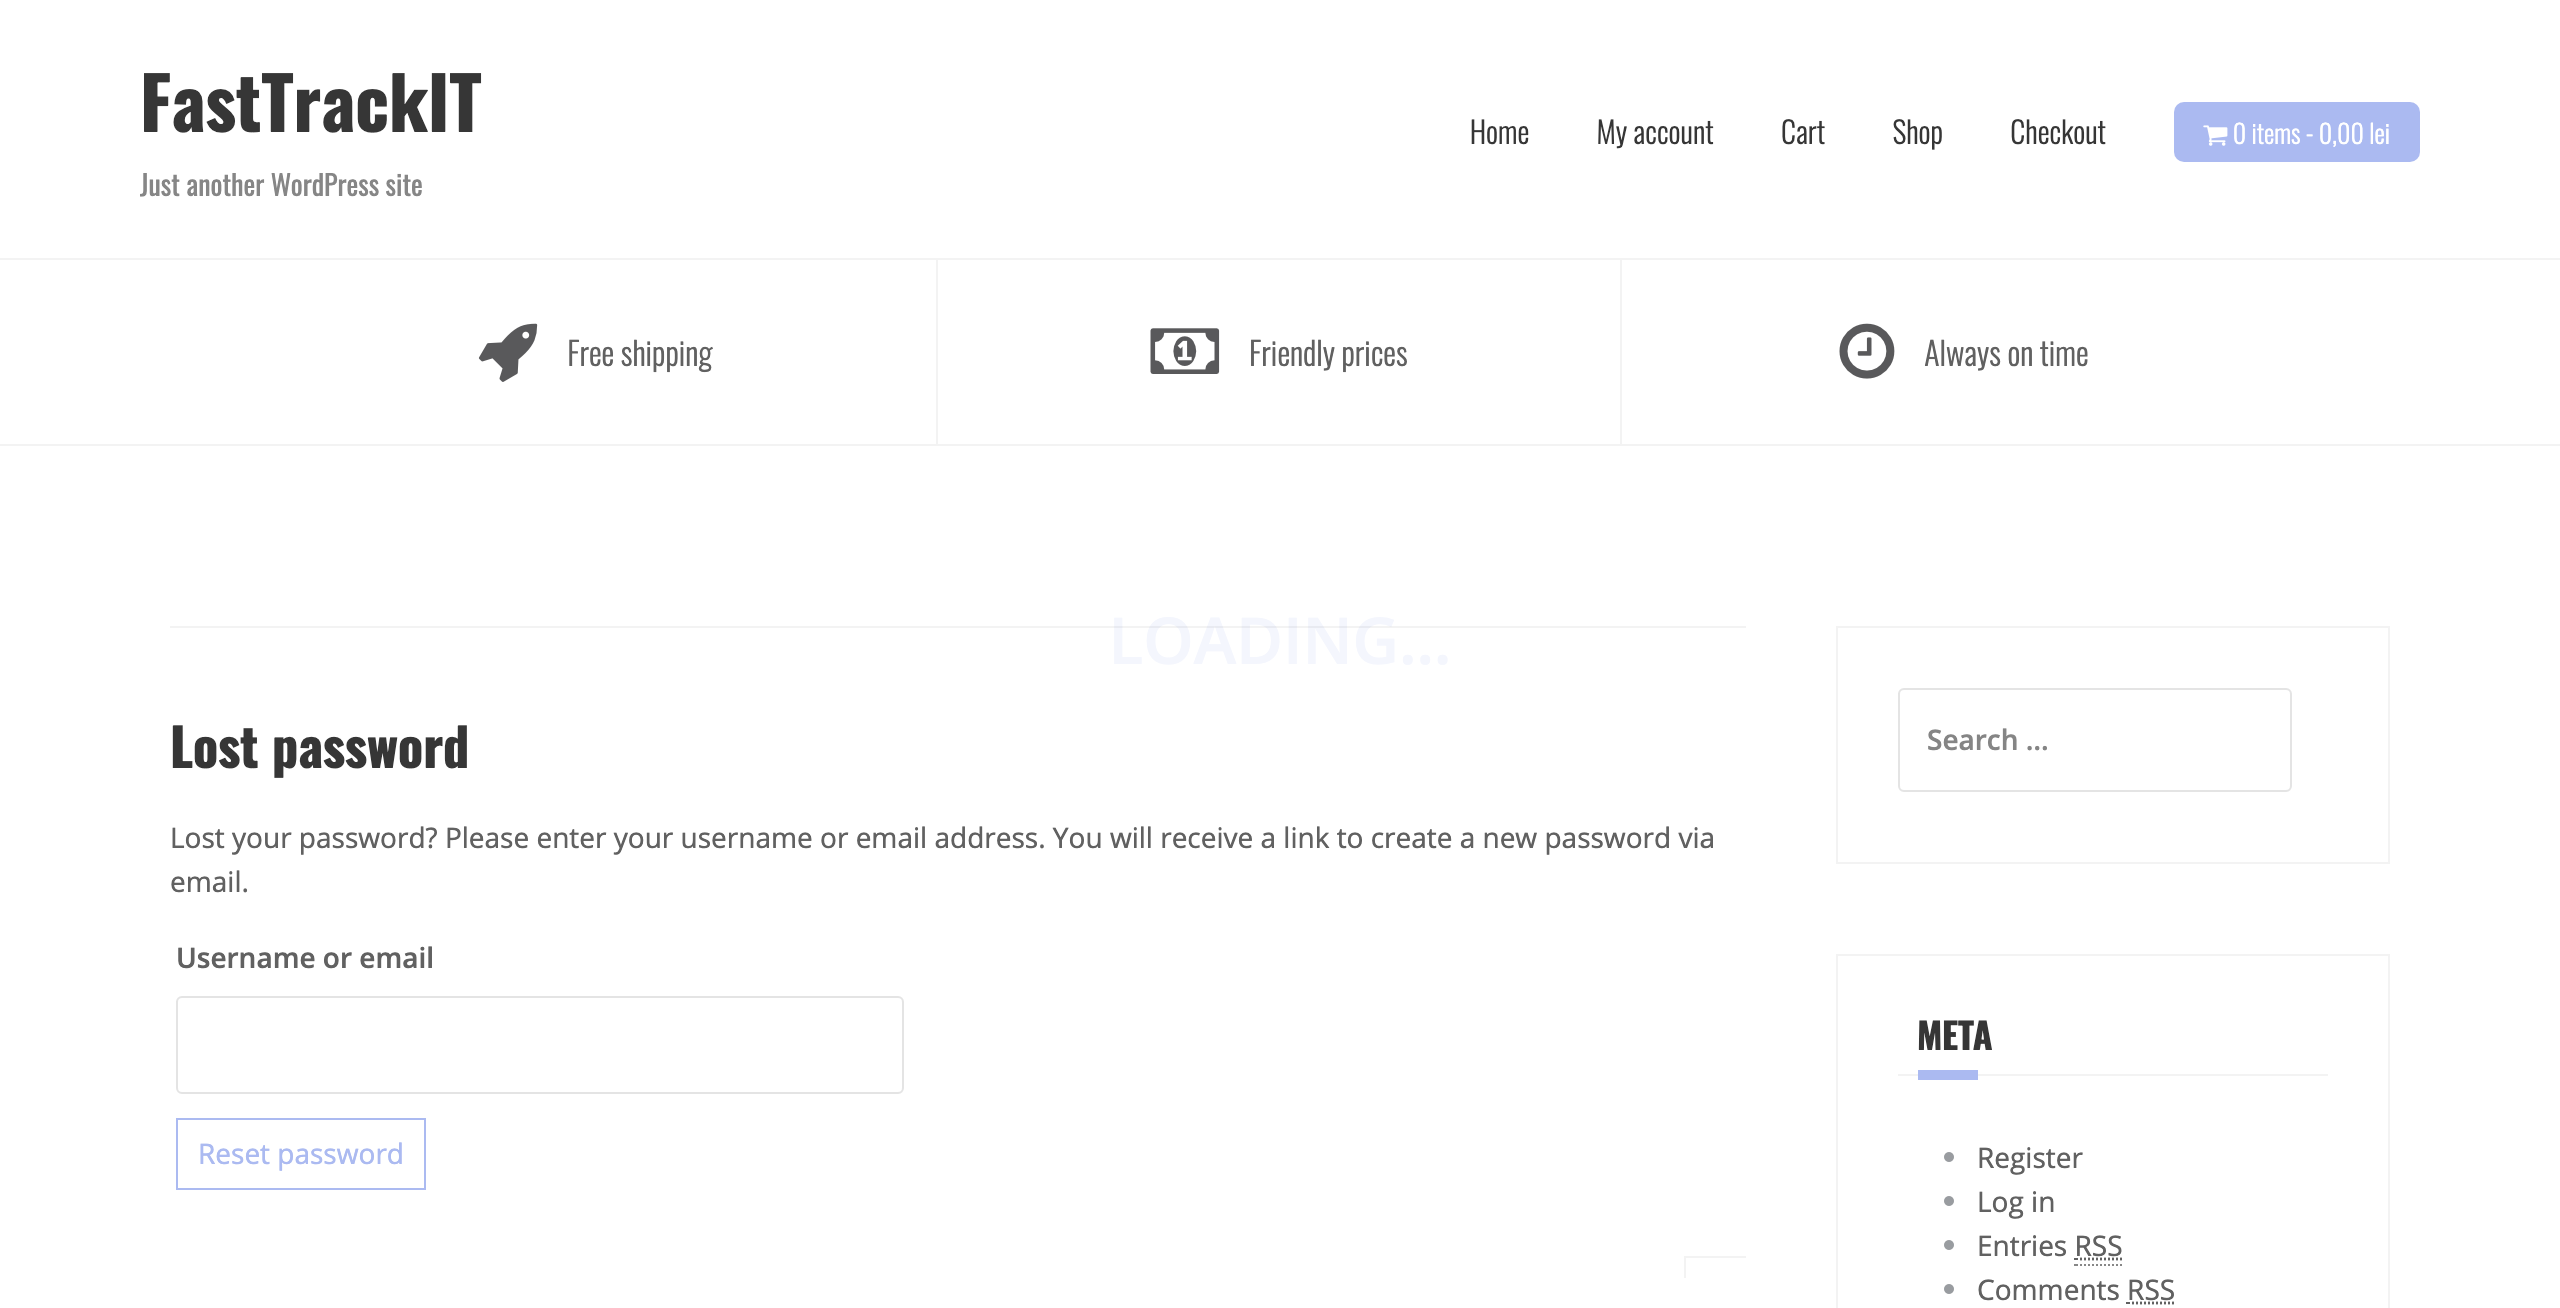 FastTrackIT
Just another WordPress site
Home
My account
Cart
Shop
Checkout
0 items - 0,00 lei
Free shipping
Friendly prices
Always on time
LOADING...
Lost password
Lost your password? Please enter your username or email address. You will receive a link to create a new password via
email.
Username or email
Reset password
Search …
META
Register
Log in
Entries RSS
Comments RSS